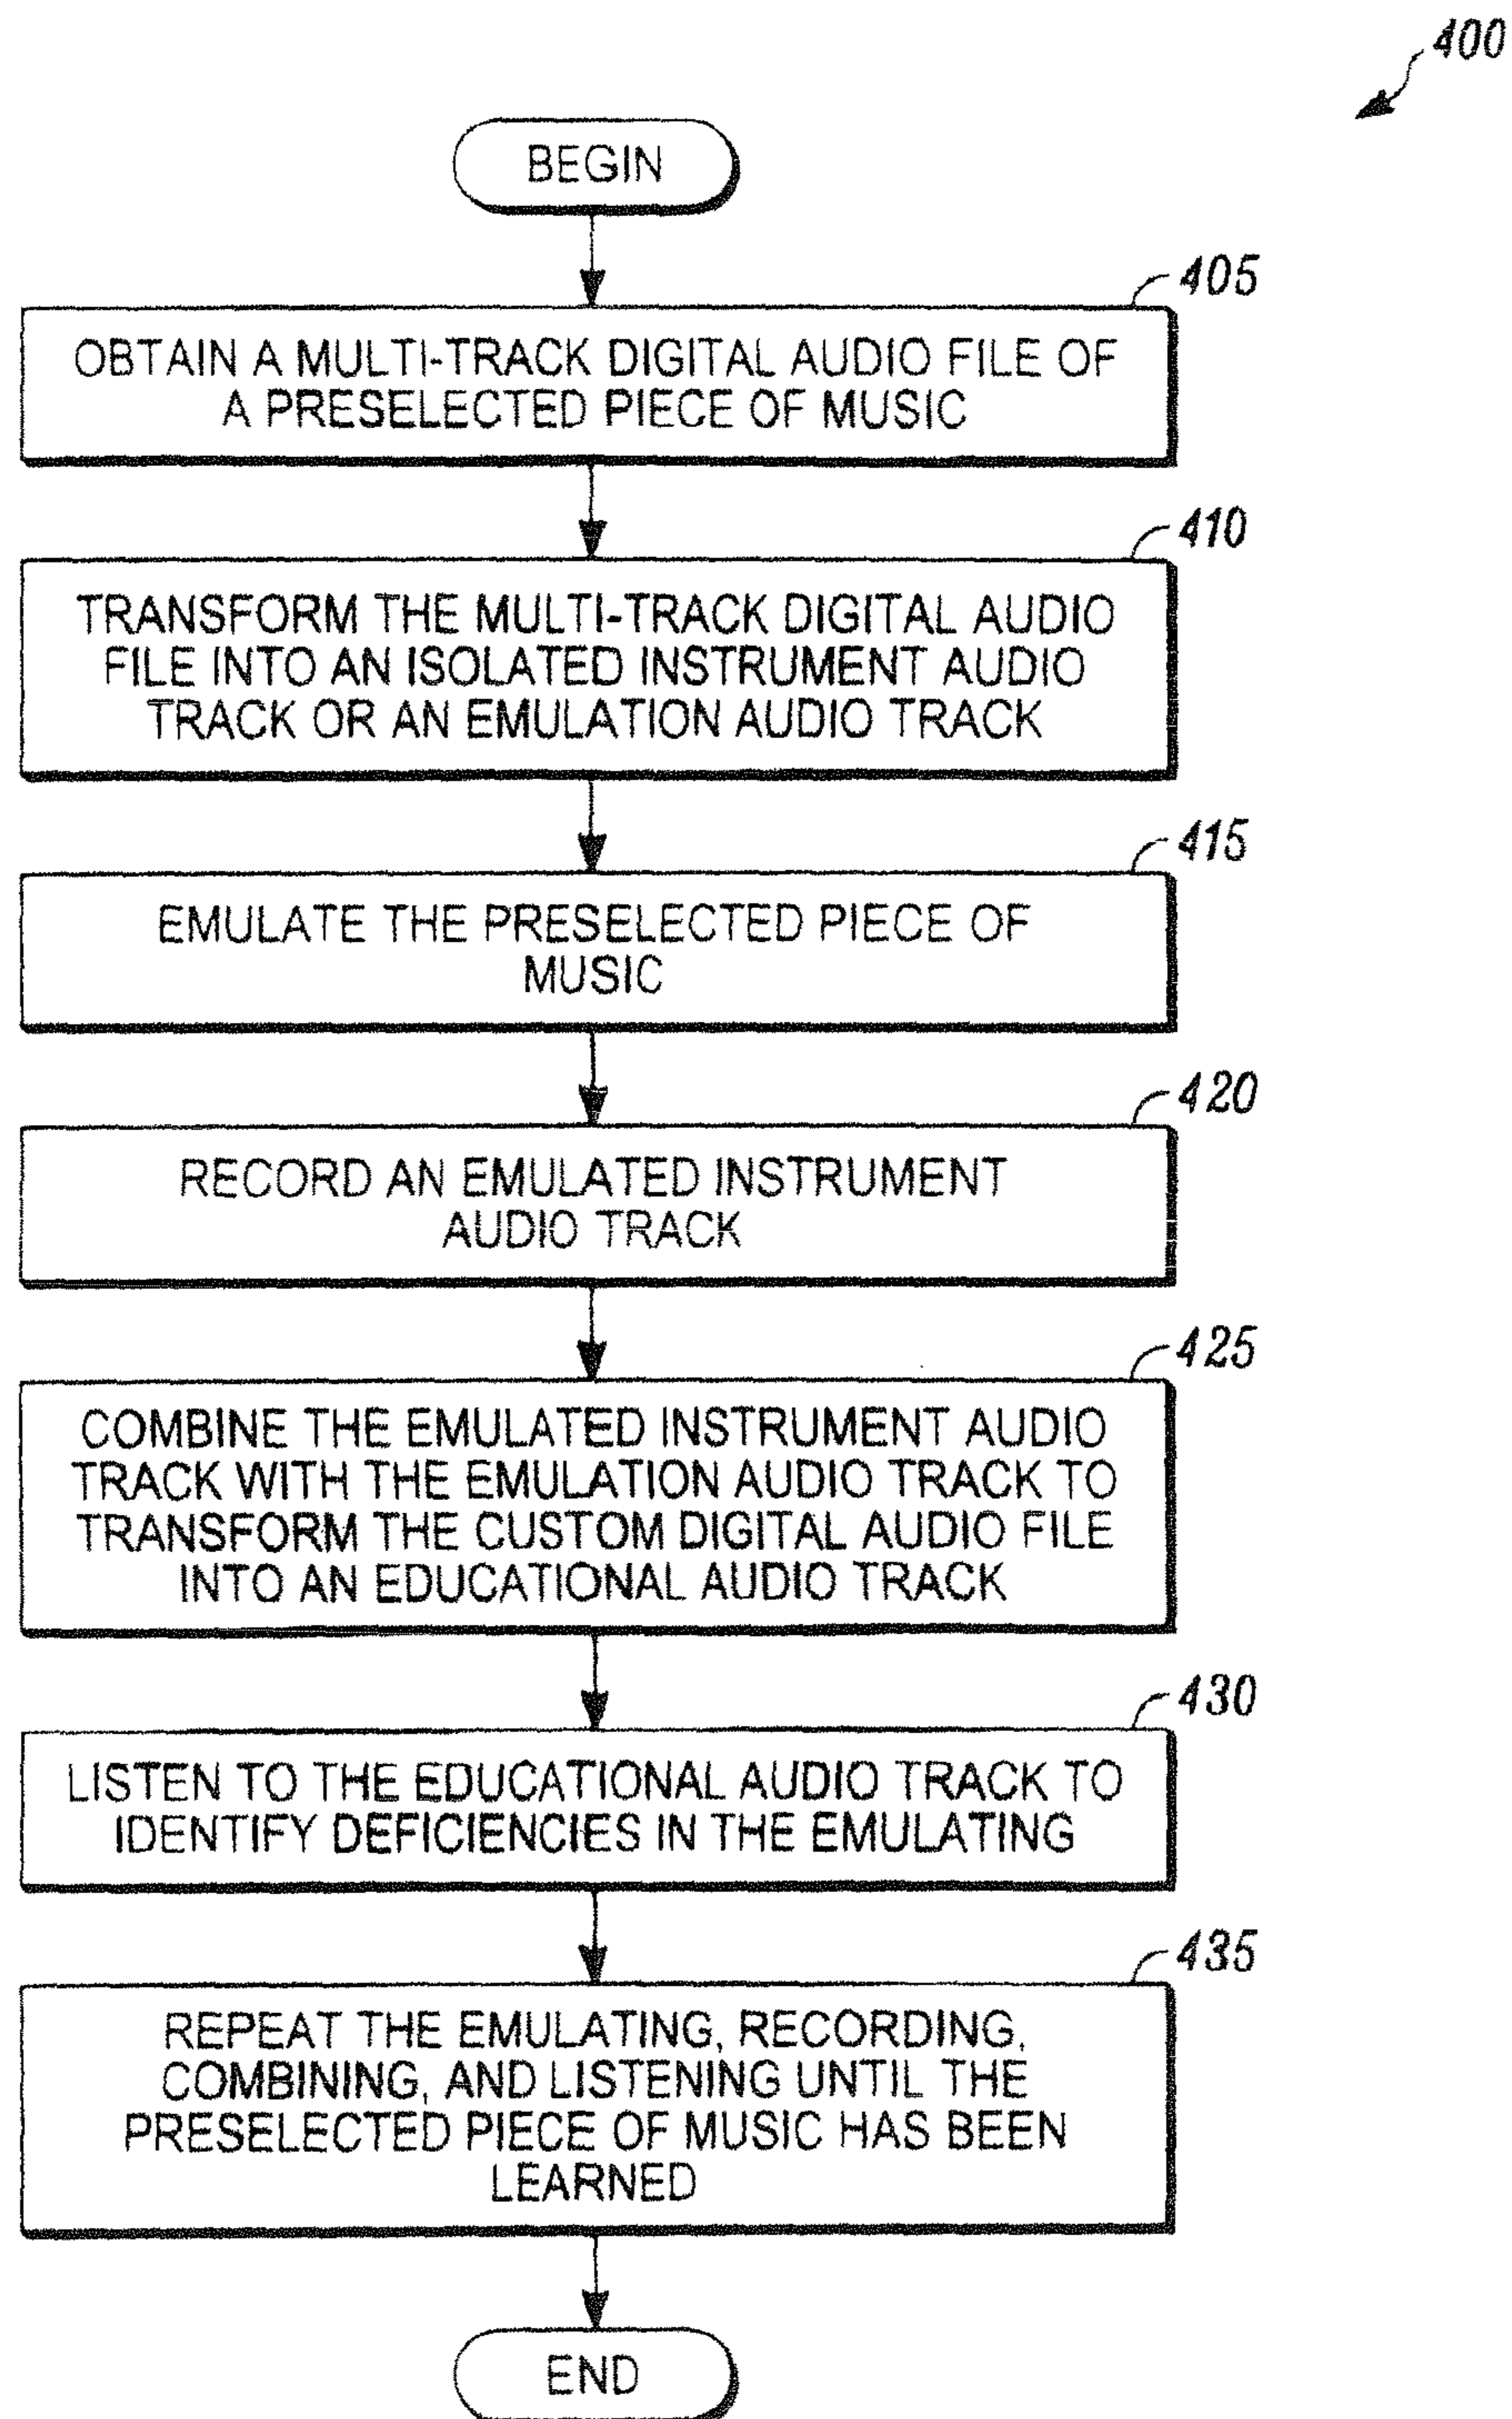 400
BEGIN
405
OBTAIN A MULTI-TRACK DIGITAL AUDIO FILE OF
A PRESELECTED PIECE OF MUSIC
410
TRANSFORM THE MULTI-TRACK DIGITAL AUDIO
FILE INTO AN ISOLATED INSTRUMENT AUDIO
TRACK OR AN EMULATION AUDIO TRACK
415
EMULATE THE PRESELECTED PIECE OF
MUSIC
420
RECORD AN EMULATED INSTRUMENT
AUDIO TRACK
425
COMBINE THE EMULATED INSTRUMENT AUDIO
TRACK WITH THE EMULATION AUDIO TRACK TO
TRANSFORM THE CUSTOM DIGITAL AUDIO FILE
INTO AN EDUCATIONAL AUDIO TRACK
430
LISTEN TO THE EDUCATIONAL AUDIO TRACK TO
IDENTIFY DEFICIENCIES IN THE EMULATING
435
REPEAT THE EMULATING, RECORDING,
COMBINING, AND LISTENING UNTIL THE
PRESELECTED PIECE OF MUSIC HAS BEEN
LEARNED
END